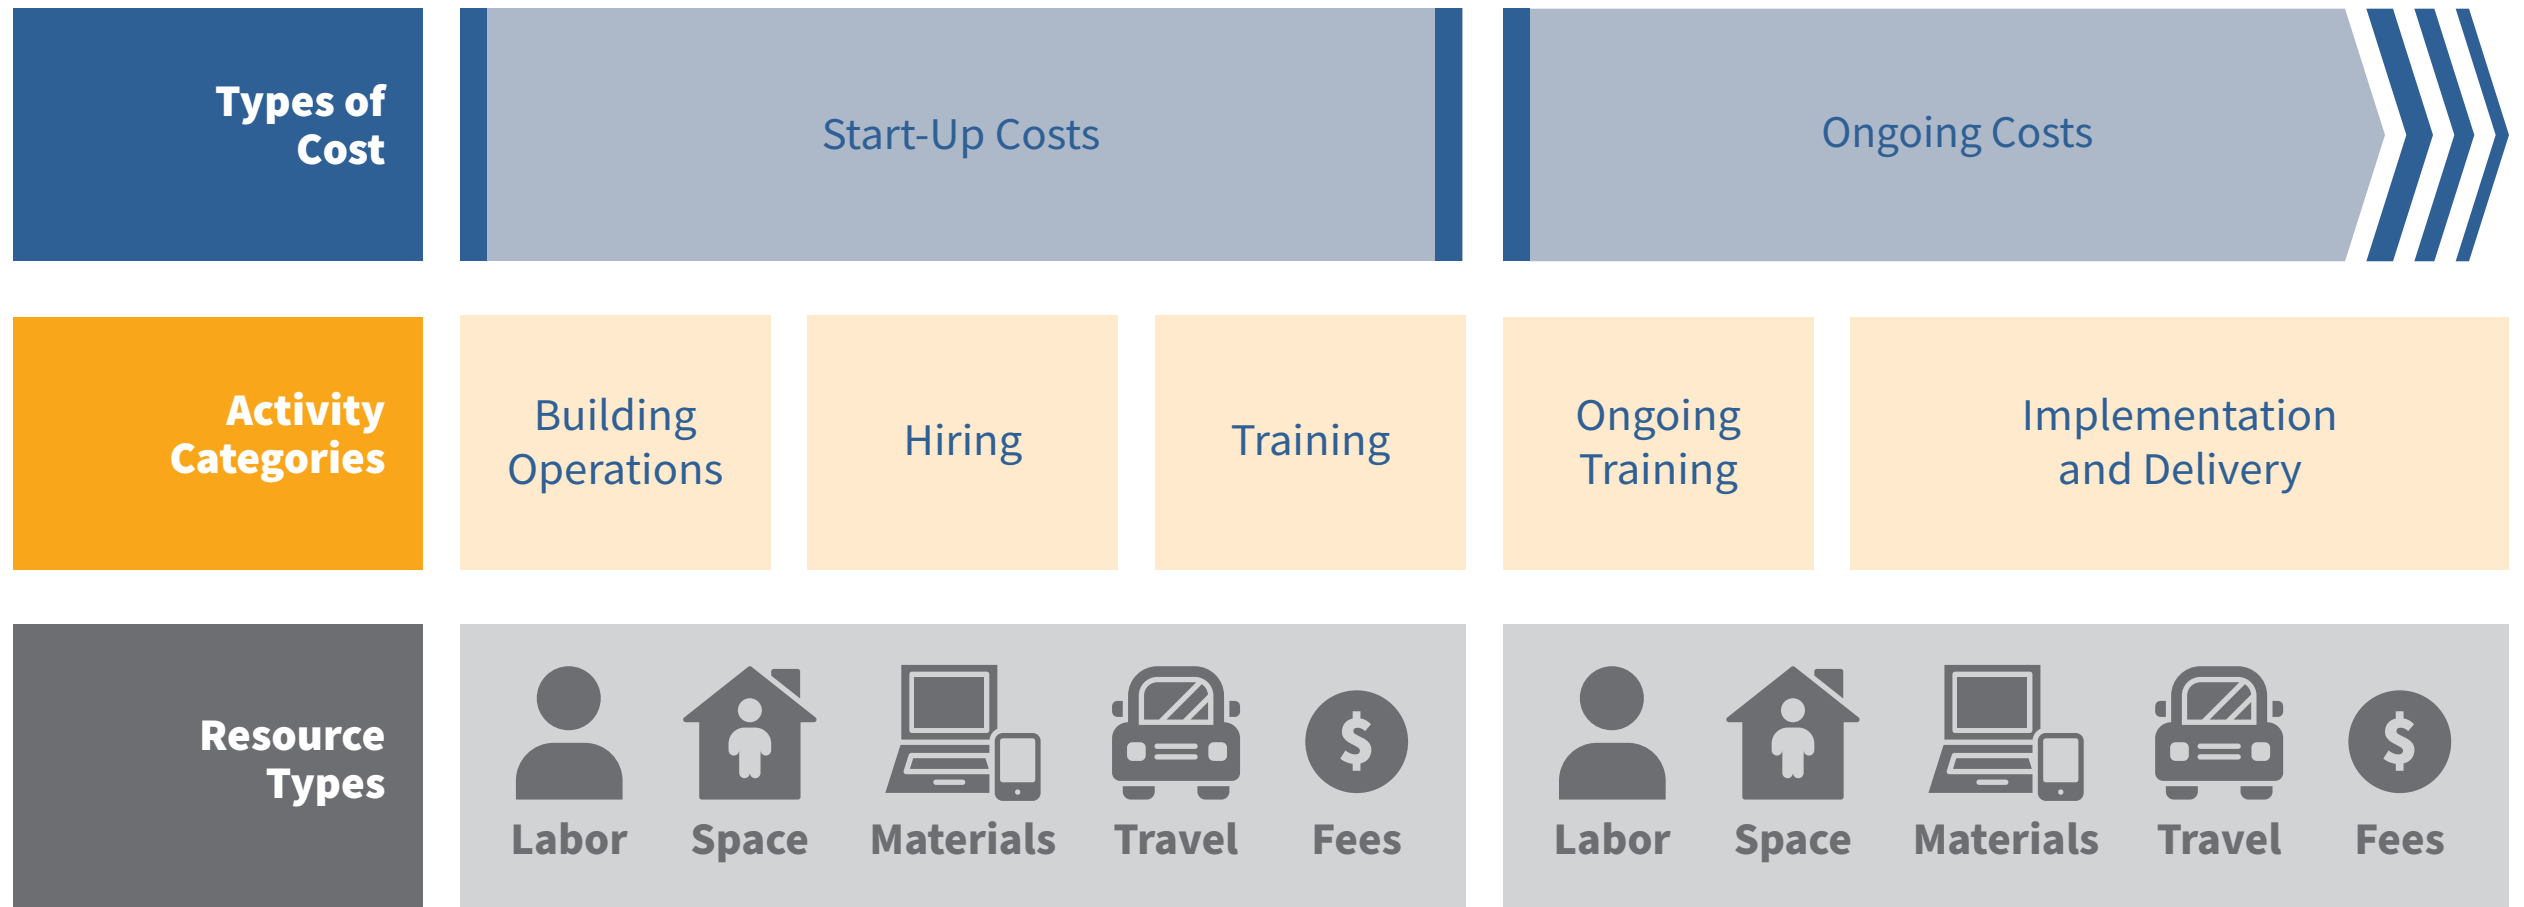 Types of
Cost
Start-Up Costs
Ongoing Costs
Activity
Categories
Building
Operations
Hiring
Training
Ongoing
Training
Implementation
and Delivery
Resource
Types
$
$
Labor
Space
Materials
Travel
Fees
Labor
Space
Materials
Travel
Fees